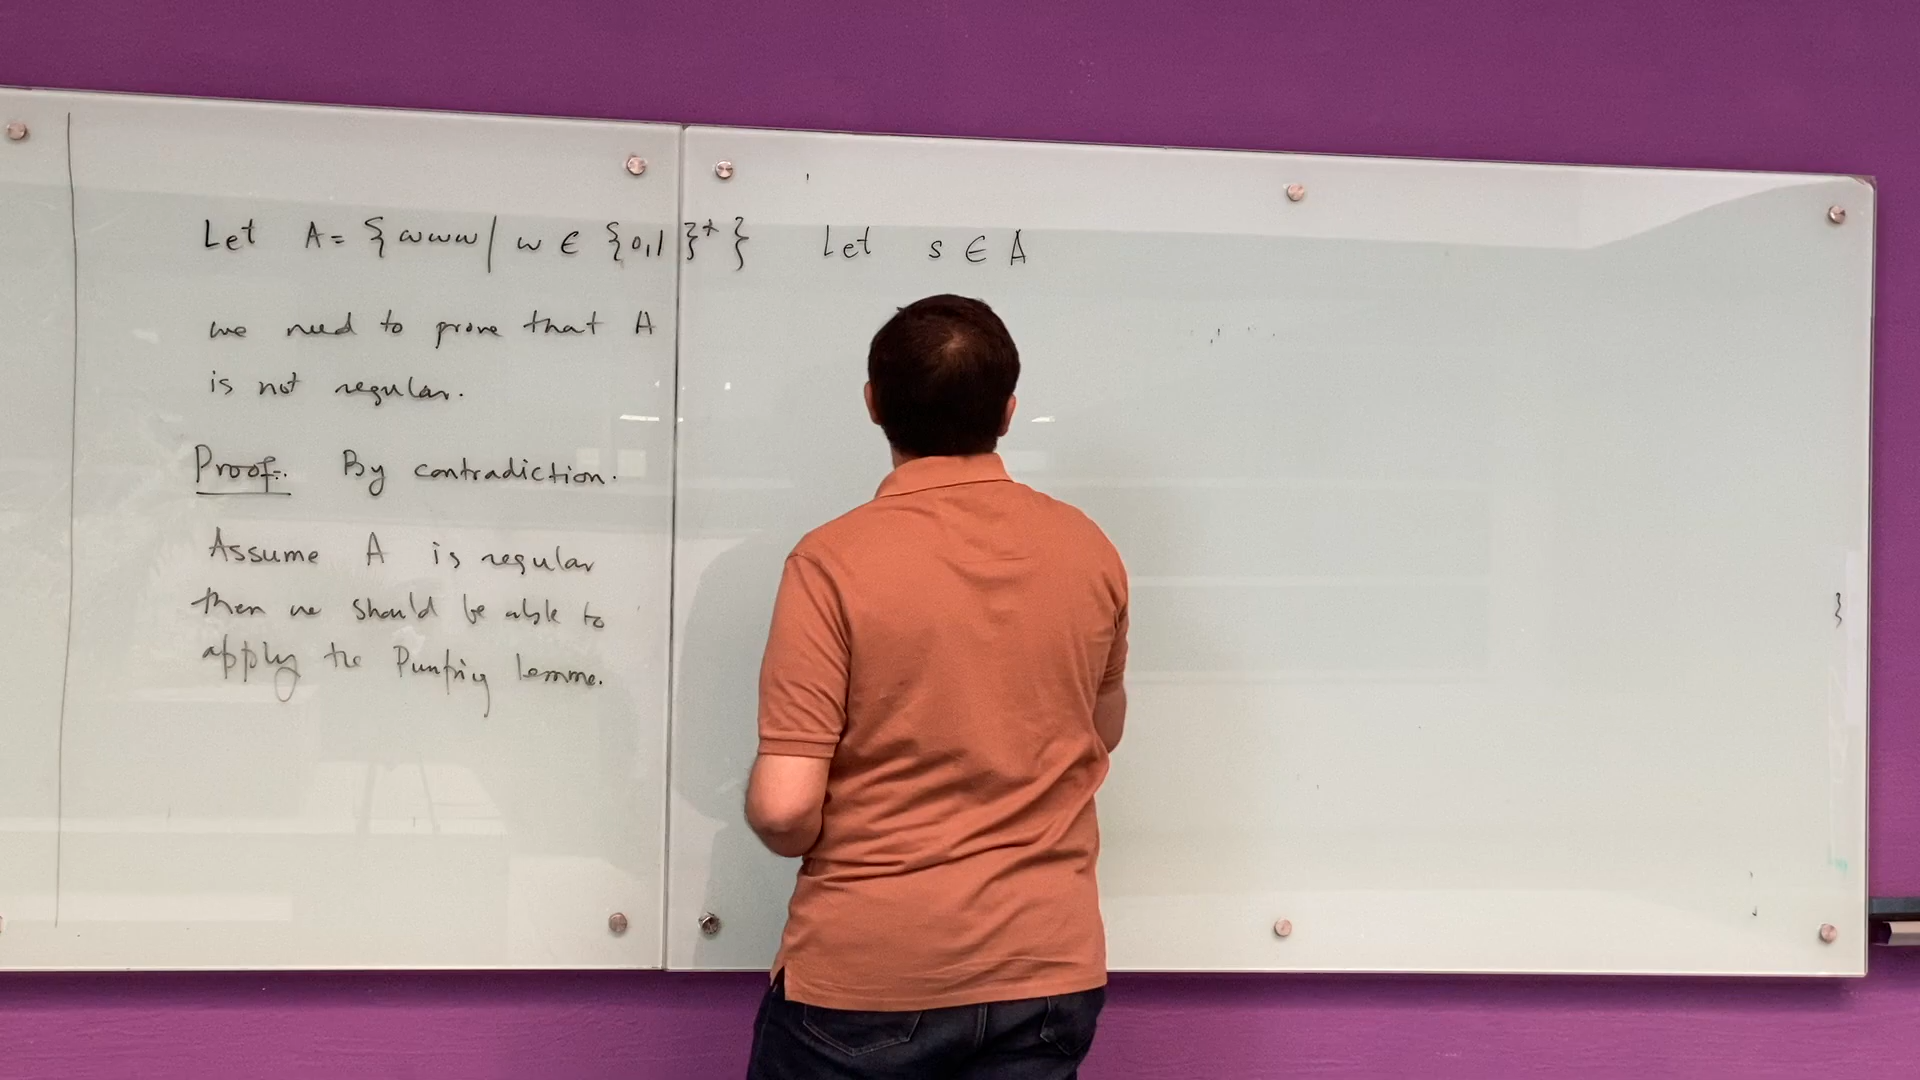 Let A = { www | w ∈ {0,1}* }
we need to prove that A
is not regular.
Proof:. By contradiction.
Assume A is regular
then we should be able to
apply the Pumping lemma.
Let s ∈ A